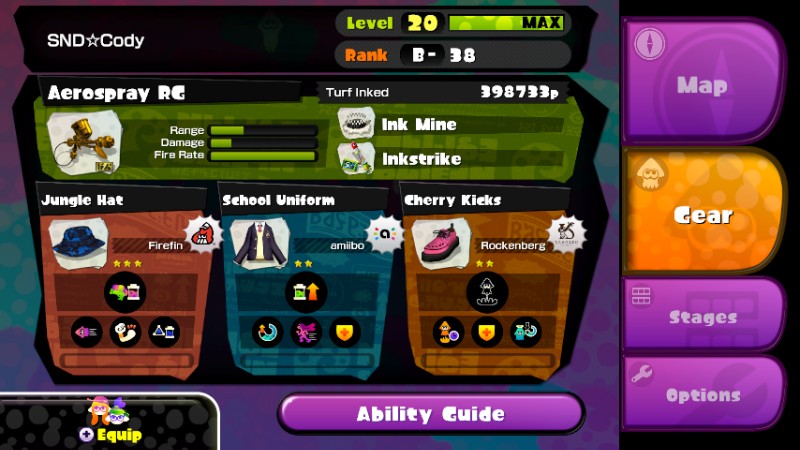 SND☆Cody
Level 20 MAX
Rank B- 38
Aerospray RG
Turf Inked 398733p
Range
Damage
Fire Rate
Ink Mine
Inkstrike
Jungle Hat
Firefin
School Uniform
amiibo
Cherry Kicks
Rockenberg
Equip
Ability Guide
Map
Gear
Stages
Options